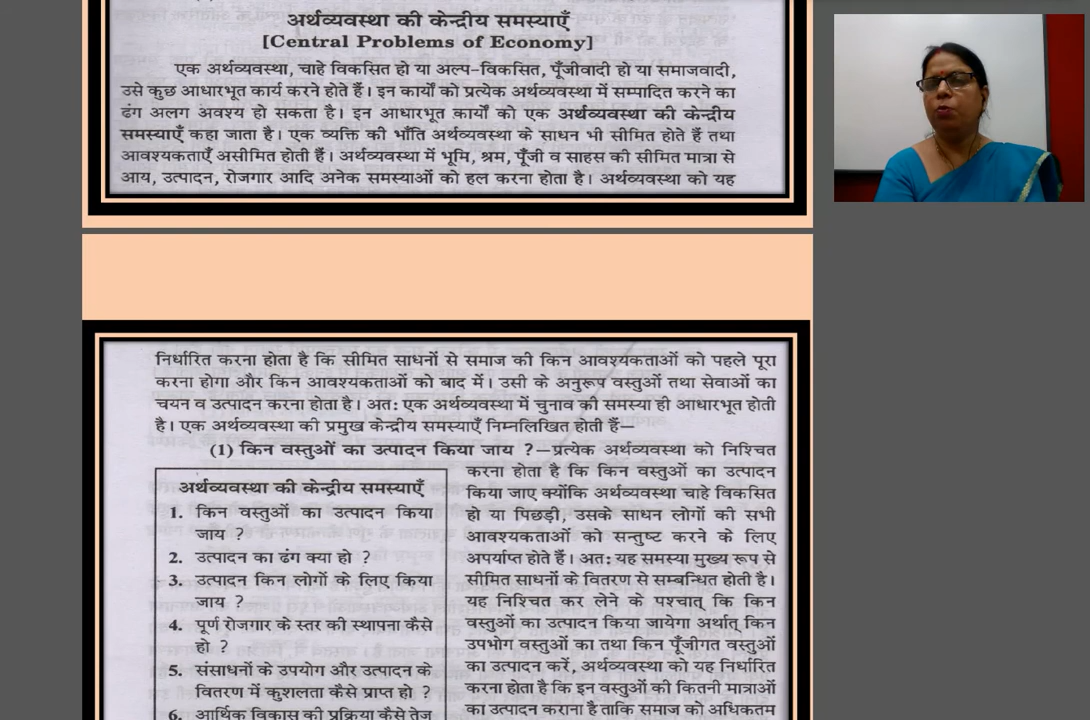 अर्थव्यवस्था की केन्द्रीय समस्याएँ
[Central Problems of Economy]
एक अर्थव्यवस्था, चाहे विकसित हो या अल्प-विकसित, पूँजीवादी हो या समाजवादी,
उसे कुछ आधारभूत कार्य करने होते हैं। इन कार्यों को प्रत्येक अर्थव्यवस्था में सम्पादित करने का
ढंग अलग अवश्य हो सकता है। इन आधारभूत कार्यों को एक अर्थव्यवस्था की केन्द्रीय
समस्याएँ कहा जाता है। एक व्यक्ति की भाँति अर्थव्यवस्था के साधन भी सीमित होते हैं तथा
आवश्यकताएँ असीमित होती हैं। अर्थव्यवस्था में भूमि, श्रम, पूँजी व साहस की सीमित मात्रा से
आय, उत्पादन, रोजगार आदि अनेक समस्याओं को हल करना होता है। अर्थव्यवस्था को यह
निर्धारित करना होता है कि सीमित साधनों से समाज की किन आवश्यकताओं को पहले पूरा
करना होगा और किन आवश्यकताओं को बाद में। उसी के अनुरूप वस्तुओं तथा सेवाओं का
चयन व उत्पादन करना होता है। अतः एक अर्थव्यवस्था में चुनाव की समस्या ही आधारभूत होती
है। एक अर्थव्यवस्था की प्रमुख केन्द्रीय समस्याएँ निम्नलिखित होती हैं—
(1) किन वस्तुओं का उत्पादन किया जाय ?—प्रत्येक अर्थव्यवस्था को निश्चित
करना होता है कि किन वस्तुओं का उत्पादन
किया जाए क्योंकि अर्थव्यवस्था चाहे विकसित
हो या पिछड़ी, उसके साधन लोगों की सभी
आवश्यकताओं को सन्तुष्ट करने के लिए
अपर्याप्त होते हैं। अतः यह समस्या मुख्य रूप से
सीमित साधनों के वितरण से सम्बन्धित होती है।
यह निश्चित कर लेने के पश्चात् कि किन
वस्तुओं का उत्पादन किया जायेगा अर्थात् किन
उपभोग वस्तुओं का तथा किन पूँजीगत वस्तुओं
का उत्पादन करें, अर्थव्यवस्था को यह निर्धारित
करना होता है कि इन वस्तुओं की कितनी मात्राओं
का उत्पादन कराना है ताकि समाज को अधिकतम
अर्थव्यवस्था की केन्द्रीय समस्याएँ
1. किन वस्तुओं का उत्पादन किया
जाय ?
2. उत्पादन का ढंग क्या हो ?
3. उत्पादन किन लोगों के लिए किया
जाय ?
4. पूर्ण रोजगार के स्तर की स्थापना कैसे
हो ?
5. संसाधनों के उपयोग और उत्पादन के
वितरण में कुशलता कैसे प्राप्त हो ?
6. आर्थिक विकास की प्रक्रिया कैसे तेज